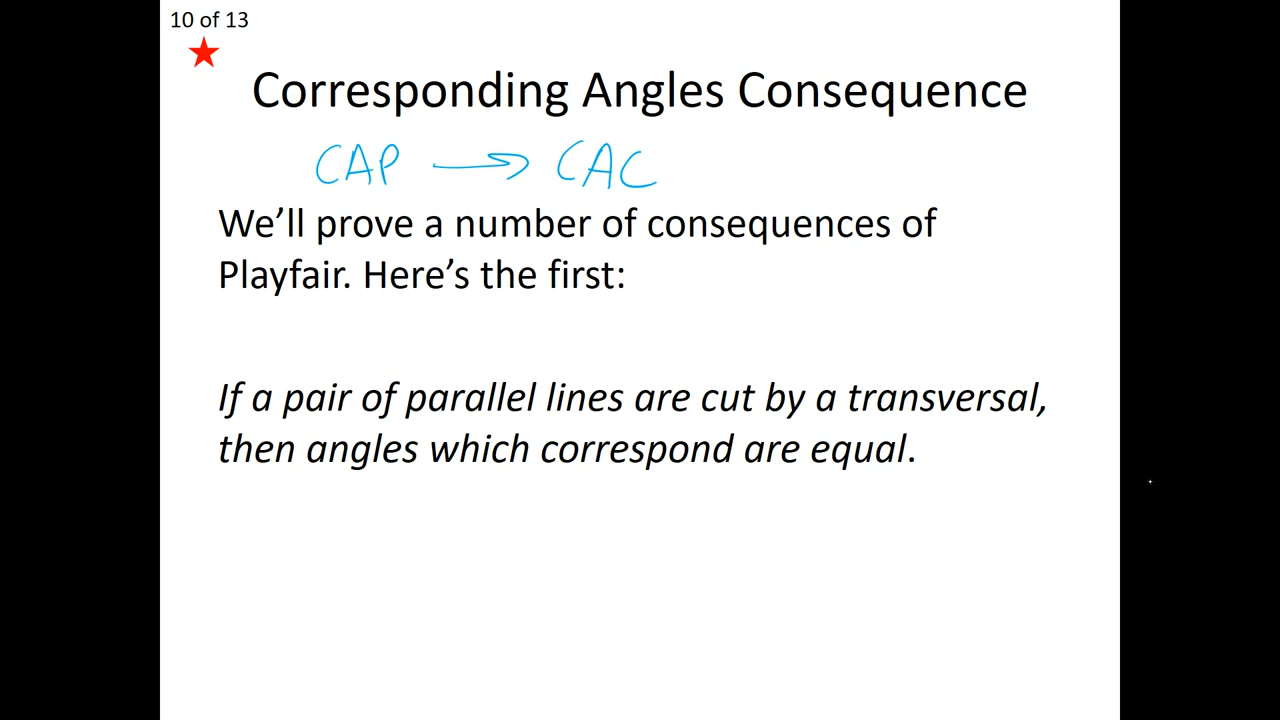 10 of 13
Corresponding Angles Consequence
CAP → CAC
We'll prove a number of consequences of
Playfair. Here's the first:
If a pair of parallel lines are cut by a transversal,
then angles which correspond are equal.